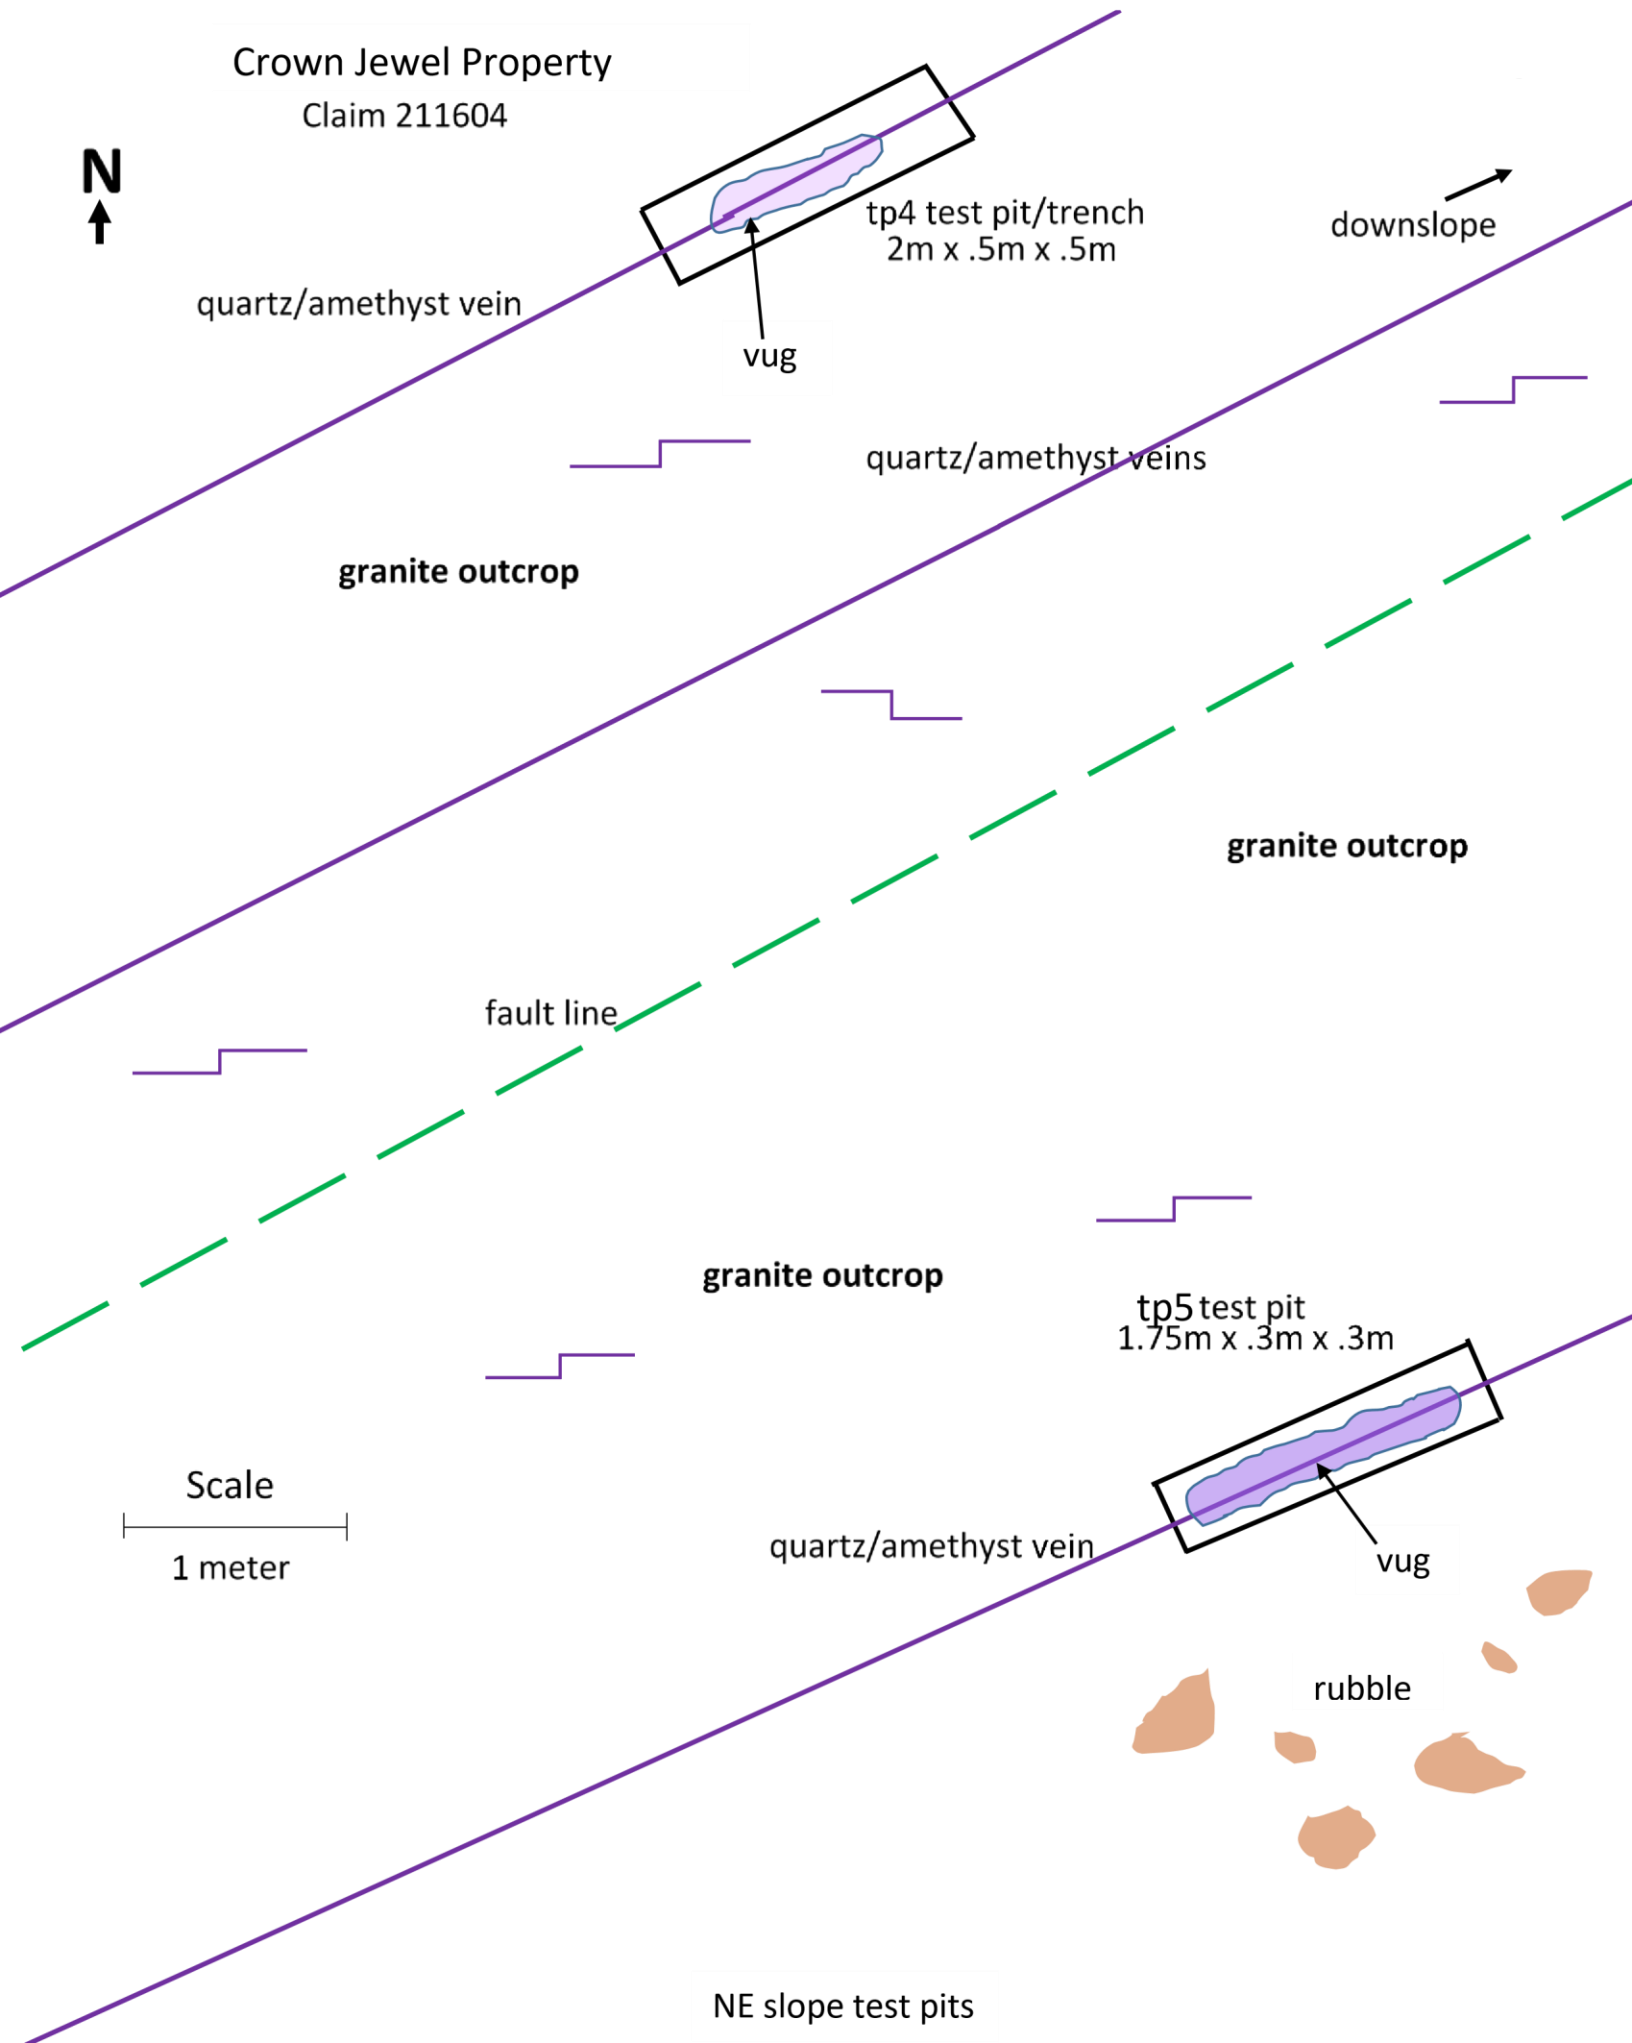 Crown Jewel Property
Claim 211604
N
tp4 test pit/trench
2m x .5m x .5m
downslope
quartz/amethyst vein
vug
quartz/amethyst veins
granite outcrop
granite outcrop
fault line
granite outcrop
tp5 test pit
1.75m x .3m x .3m
Scale
1 meter
quartz/amethyst vein
vug
rubble
NE slope test pits